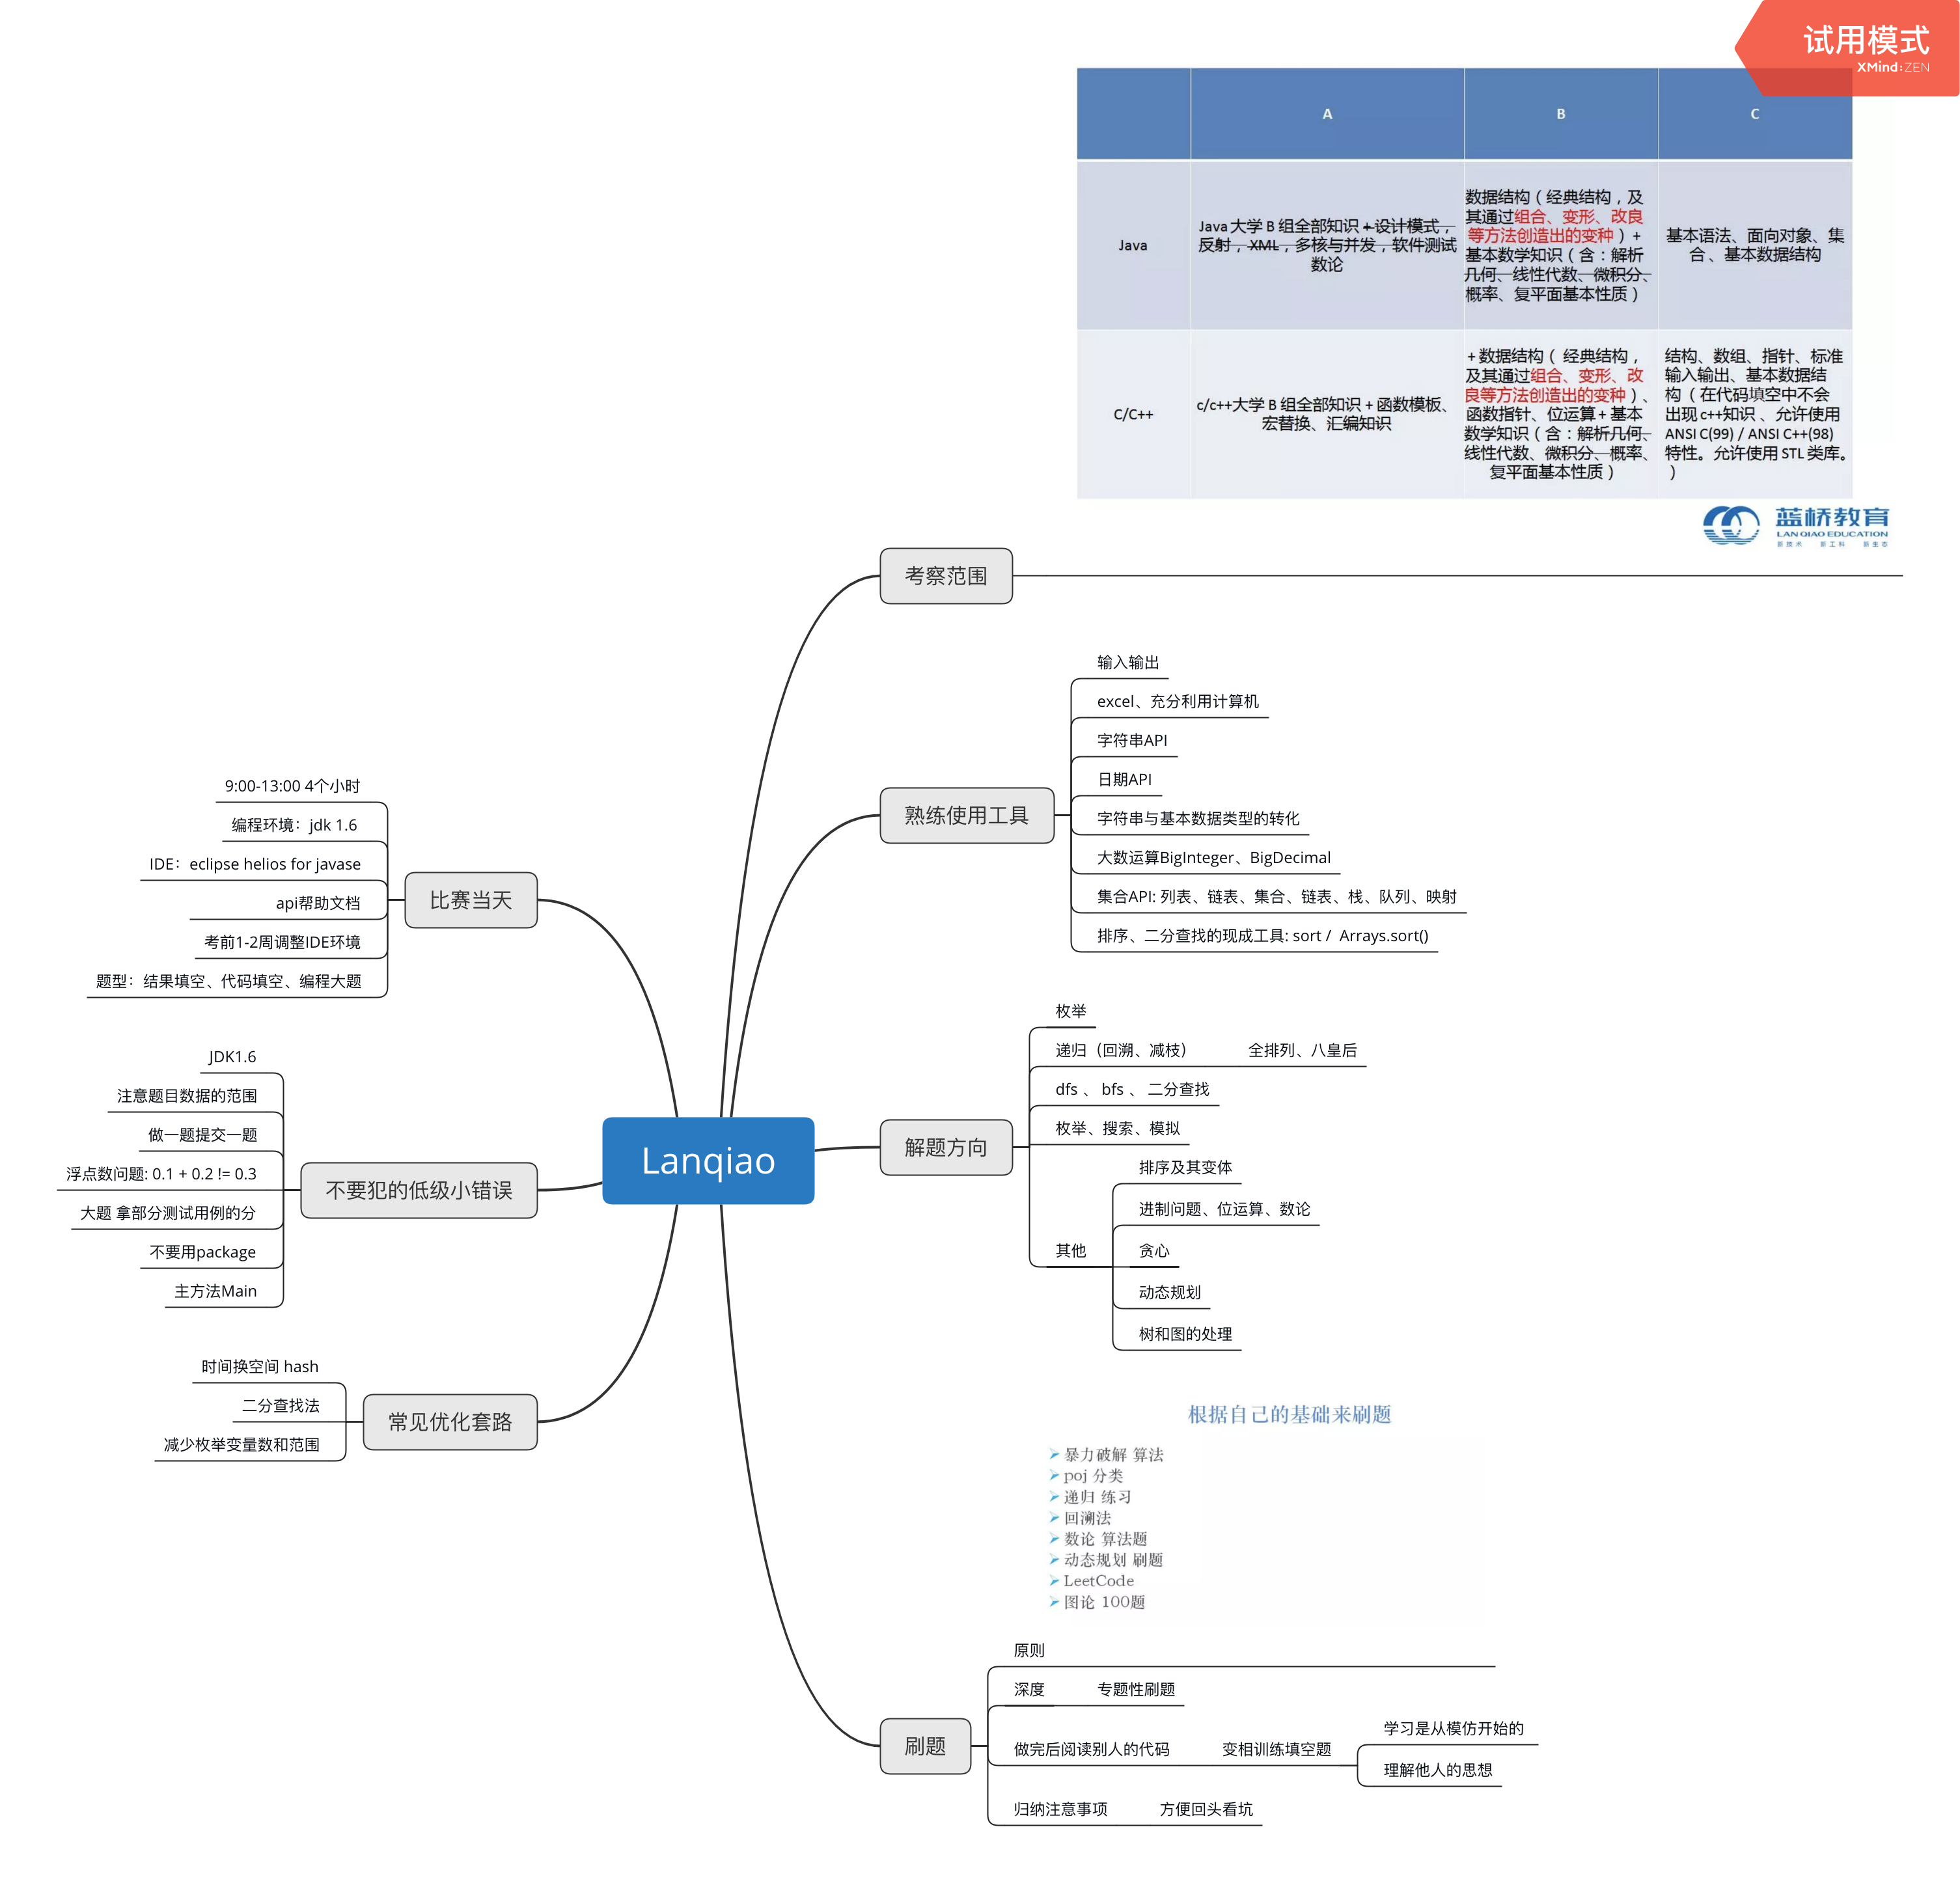 试用模式
XMind:ZEN
A
B
C
Java
Java 大学 B 组全部知识 + 设计模式，
反射，XML，多核与并发，软件测试
数论
数据结构（经典结构，及
其通过组合、变形、改良
等方法创造出的变种）+
基本数学知识（含：解析
几何、线性代数、微积分、
概率、复平面基本性质）
基本语法、面向对象、集
合、基本数据结构
C/C++
c/c++大学 B 组全部知识 + 函数模板、
宏替换、汇编知识
+ 数据结构（ 经典结构，
及其通过组合、变形、改
良等方法创造出的变种）、
函数指针、位运算 + 基本
数学知识（含：解析几何、
线性代数、微积分、概率、
复平面基本性质）
结构、数组、指针、标准
输入输出、基本数据结
构（在代码填空中不会
出现 c++知识 、允许使用
ANSI C(99) / ANSI C++(98)
特性。允许使用 STL 类库。
）
蓝桥教育
LAN QIAO EDUCATION
新技术 新工科 新生态
考察范围
输入输出
excel、充分利用计算机
字符串API
日期API
熟练使用工具
字符串与基本数据类型的转化
大数运算BigInteger、BigDecimal
集合API: 列表、链表、集合、链表、栈、队列、映射
排序、二分查找的现成工具: sort / Arrays.sort()
9:00-13:00 4个小时
编程环境：jdk 1.6
IDE：eclipse helios for javase
比赛当天
api帮助文档
考前1-2周调整IDE环境
题型：结果填空、代码填空、编程大题
枚举
递归（回溯、减枝） 全排列、八皇后
dfs 、 bfs 、 二分查找
枚举、搜索、模拟
解题方向
排序及其变体
进制问题、位运算、数论
其他
贪心
动态规划
树和图的处理
JDK1.6
注意题目数据的范围
做一题提交一题
浮点数问题: 0.1 + 0.2 != 0.3
不要犯的低级小错误
大题 拿部分测试用例的分
不要用package
主方法Main
Lanqiao
时间换空间 hash
二分查找法
常见优化套路
减少枚举变量数和范围
根据自己的基础来刷题
暴力破解 算法
poj 分类
递归 练习
回溯法
数论 算法题
动态规划 刷题
LeetCode
图论 100题
原则
深度 专题性刷题
刷题
做完后阅读别人的代码 变相训练填空题
学习是从模仿开始的
理解他人的思想
归纳注意事项 方便回头看坑